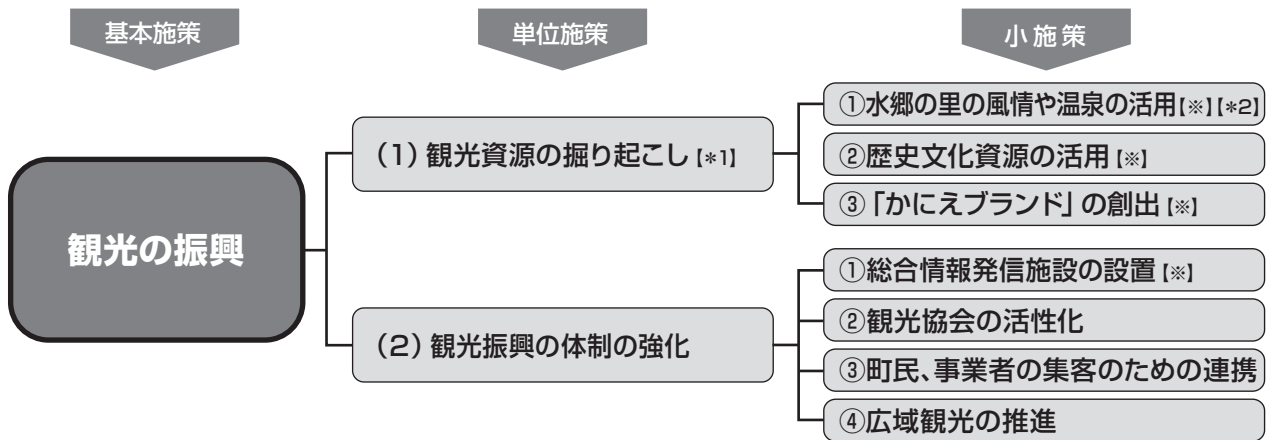 基本施策
単位施策
小施策
観光の振興
(1)観光資源の掘り起こし【*1】
①水郷の里の風情や温泉の活用【※】【*2】
②歴史文化資源の活用【※】
③「かにえブランド」の創出【※】
(2)観光振興の体制の強化
①総合情報発信施設の設置【※】
②観光協会の活性化
③町民、事業者の集客のための連携
④広域観光の推進